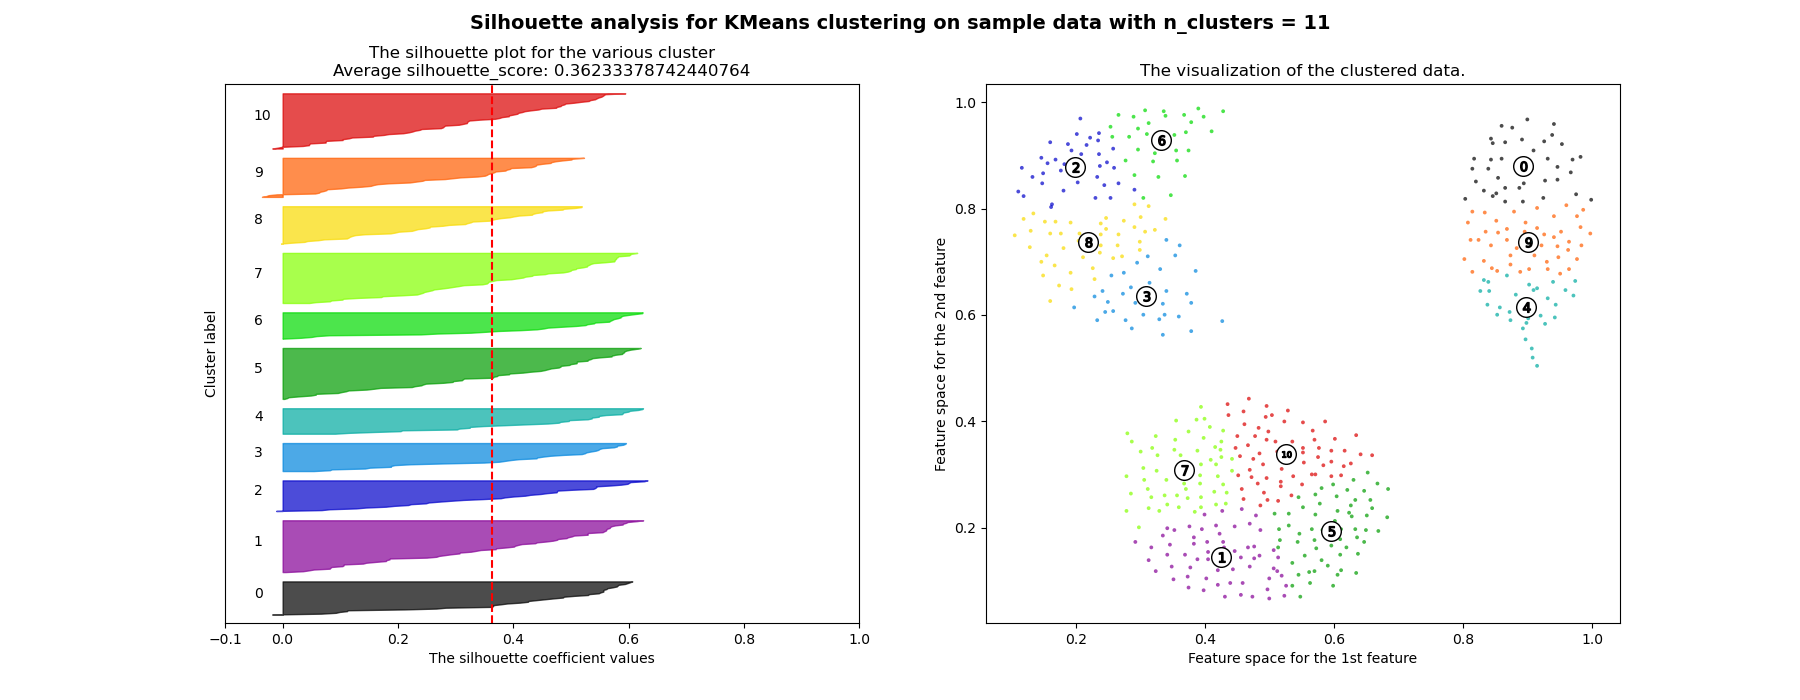 Silhouette analysis for KMeans clustering on sample data with n_clusters = 11
The silhouette plot for the various cluster
Average silhouette_score: 0.36233378742440764
Cluster label
10
9
8
7
6
5
4
3
2
1
0
−0.1 0.0 0.2 0.4 0.6 0.8 1.0
The silhouette coefficient values
The visualization of the clustered data.
Feature space for the 2nd feature
1.0
0.8
0.6
0.4
0.2
6
2
0
8
9
3
4
10
7
5
1
0.2 0.4 0.6 0.8 1.0
Feature space for the 1st feature